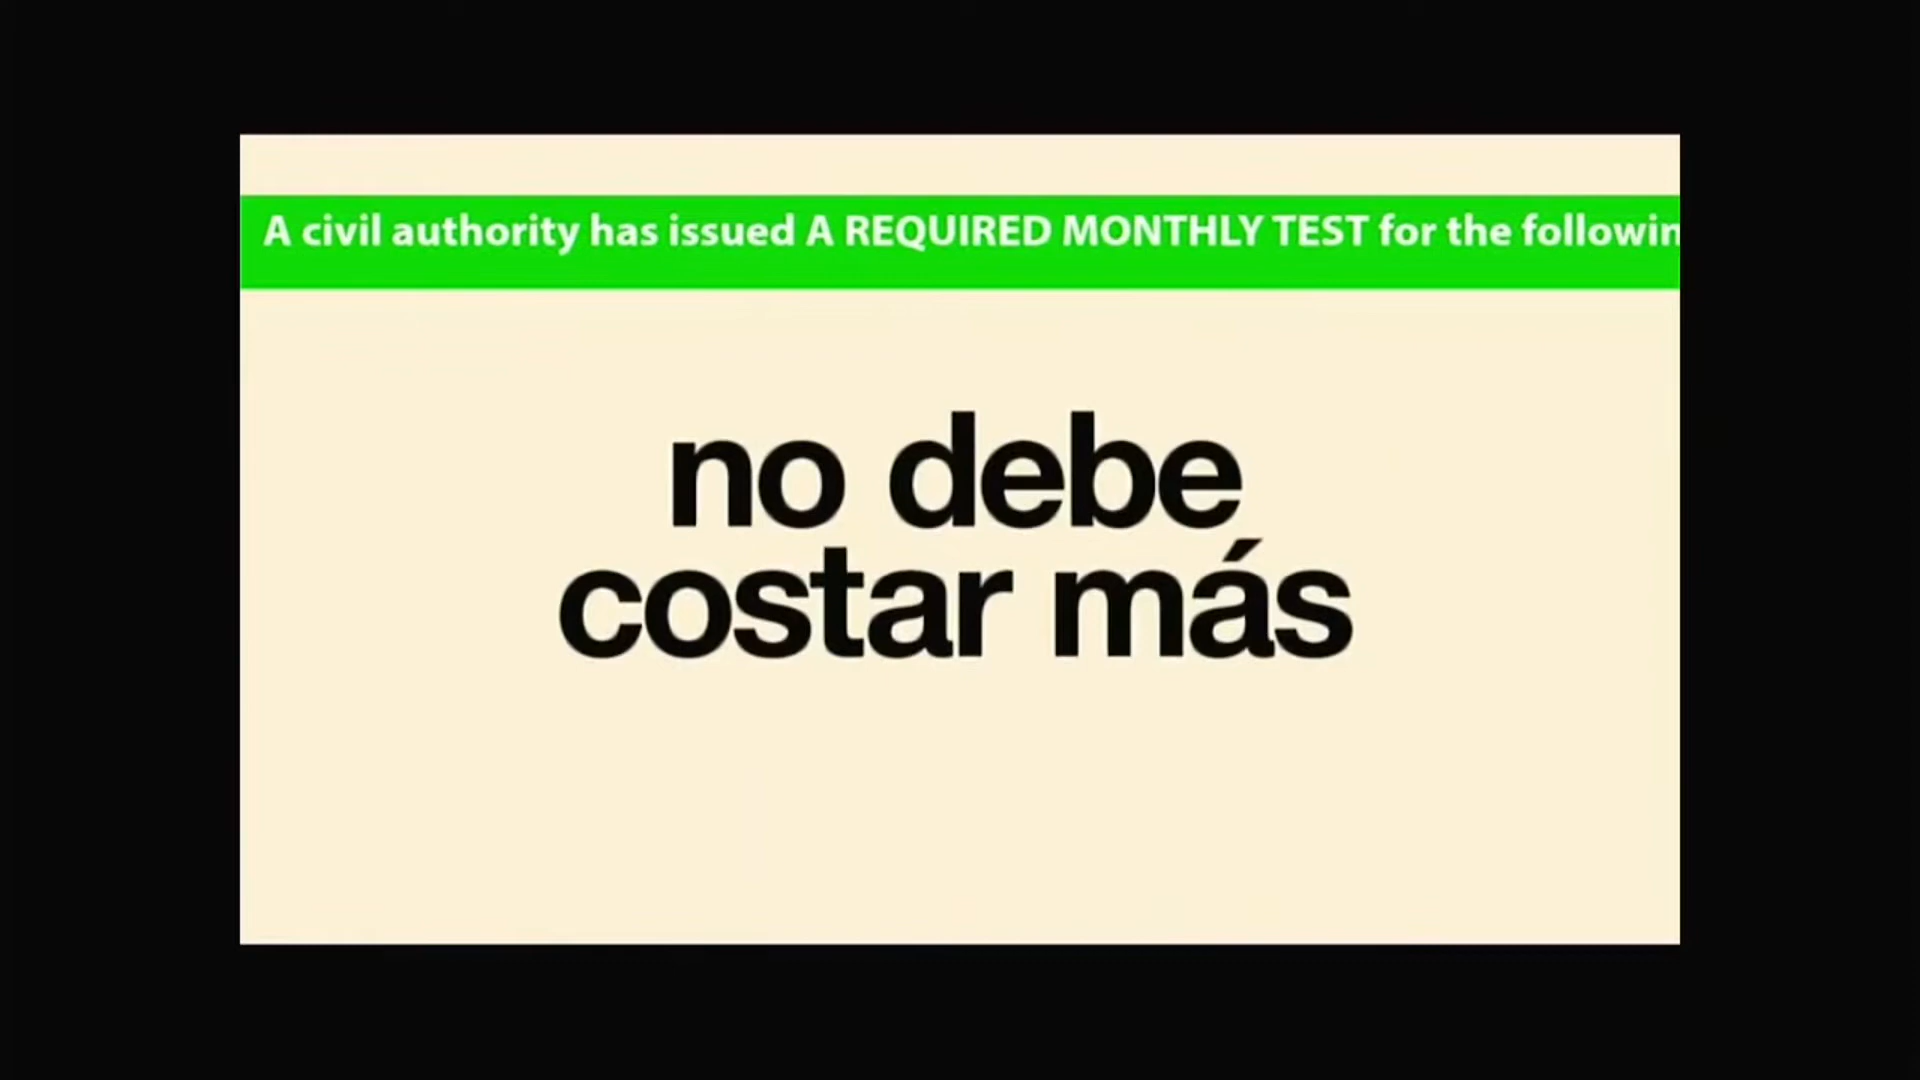 A civil authority has issued A REQUIRED MONTHLY TEST for the followin
no debe
costar más